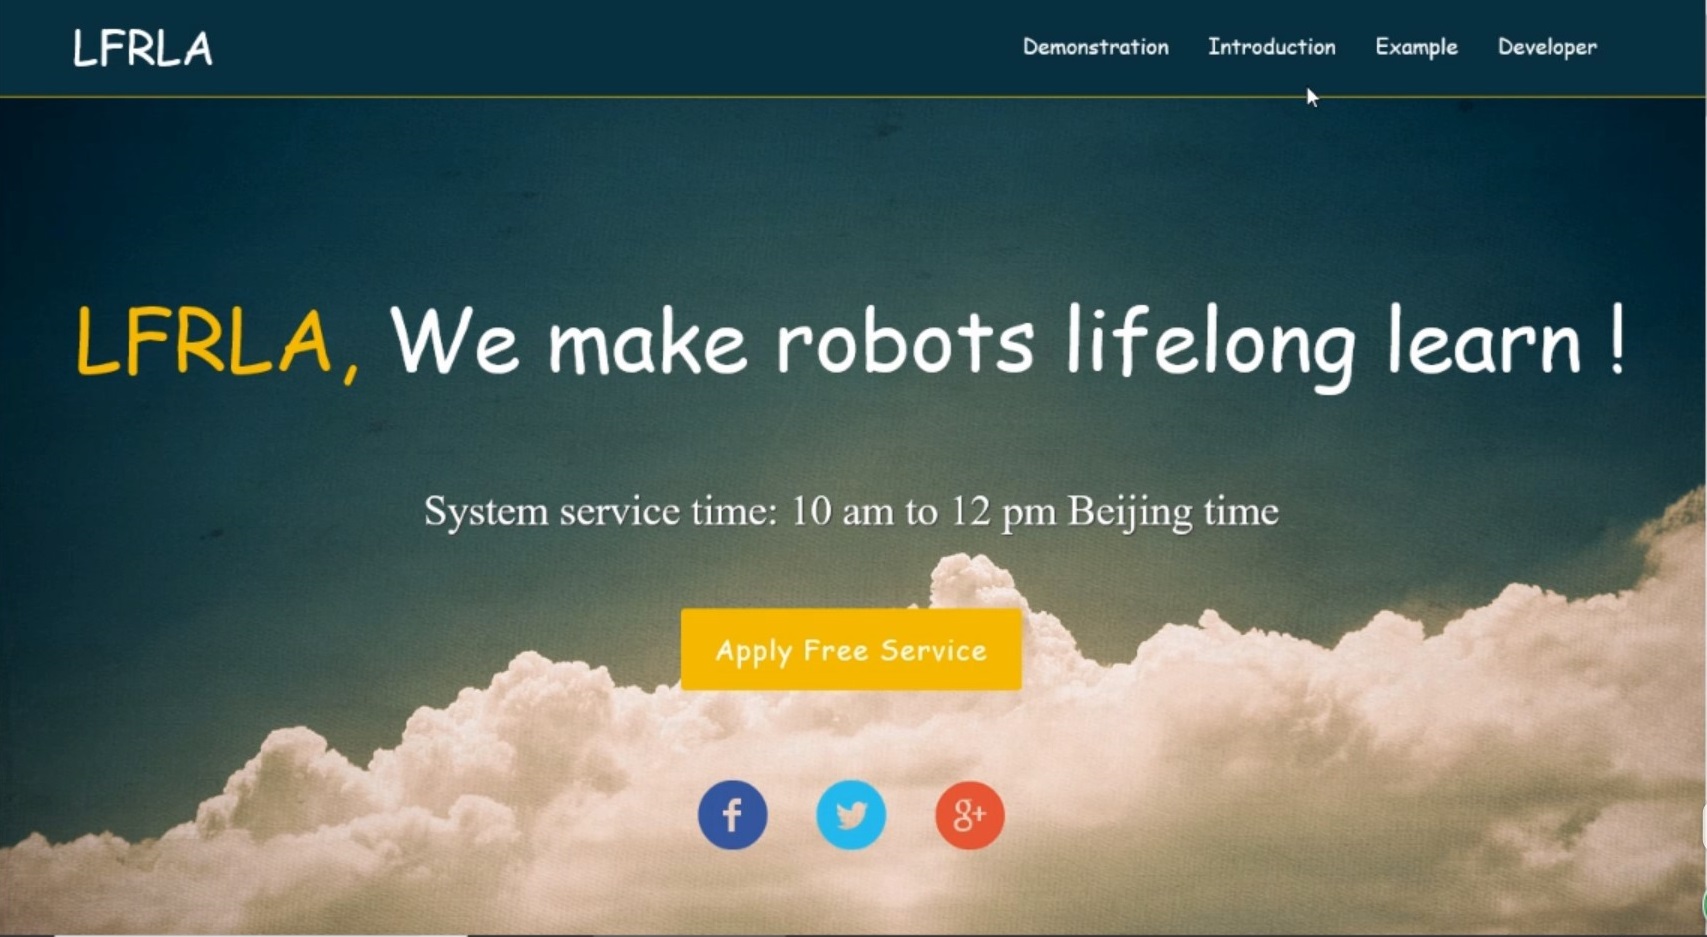 LFRLA
Demonstration Introduction Example Developer
LFRLA, We make robots lifelong learn !
System service time: 10 am to 12 pm Beijing time
Apply Free Service
f
g+